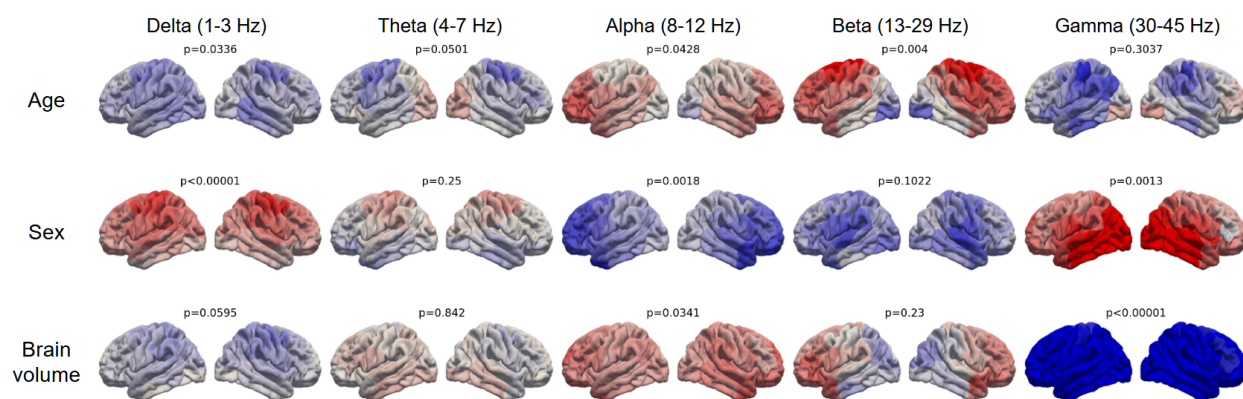 Delta (1-3 Hz) Theta (4-7 Hz) Alpha (8-12 Hz) Beta (13-29 Hz) Gamma (30-45 Hz)
p=0.0336 p=0.0501 p=0.0428 p=0.004 p=0.3037
Age
p<0.00001 p=0.25 p=0.0018 p=0.1022 p=0.0013
Sex
p=0.0595 p=0.842 p=0.0341 p=0.23 p<0.00001
Brain
volume